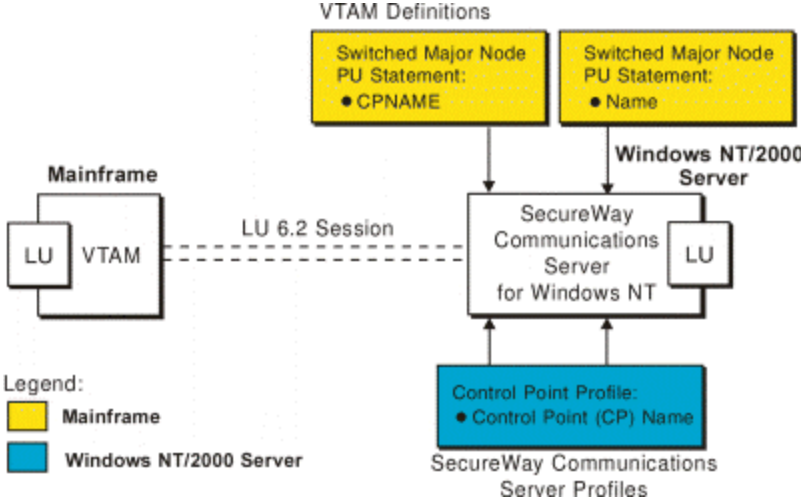 VTAM Definitions
Switched Major Node
PU Statement:
● CPNAME
Switched Major Node
PU Statement:
● Name
Windows NT/2000
Server
Mainframe
LU
VTAM
LU 6.2 Session
SecureWay
Communications
Server
for Windows NT
LU
Legend:
Mainframe
Windows NT/2000 Server
Control Point Profile:
● Control Point (CP) Name
SecureWay Communications
Server Profiles